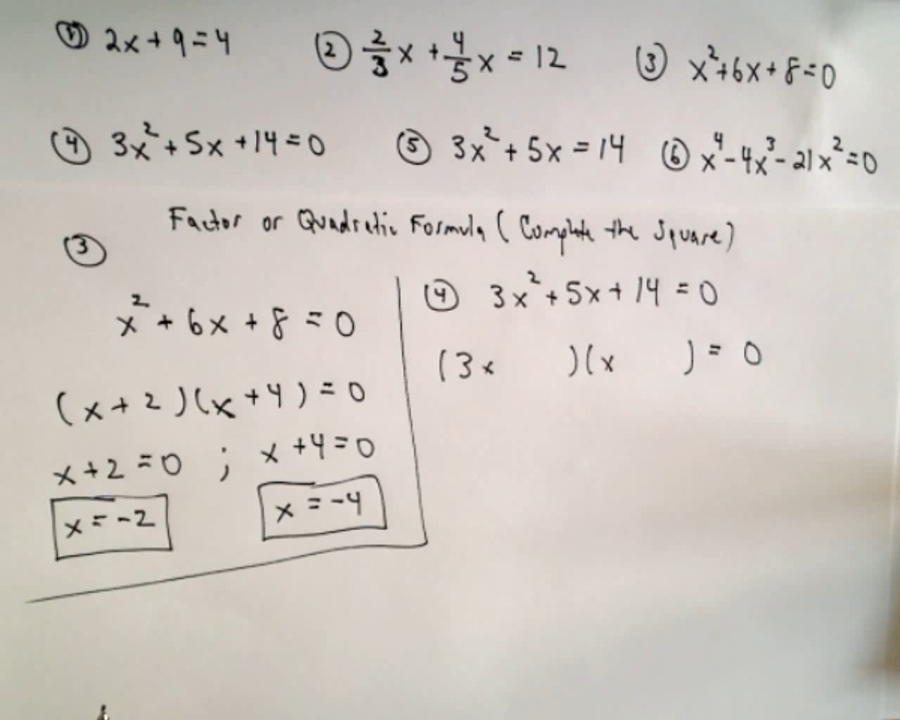 ① 2x + 9 = 4 ② 2/3 x + 4/5 x = 12 ③ x² + 6x + 8 = 0
④ 3x² + 5x + 14 = 0 ⑤ 3x² + 5x = 14 ⑥ x⁴ - 4x³ - 21x² = 0
Factor or Quadratic Formula (Complete the Square)
③
x² + 6x + 8 = 0
(x + 2)(x + 4) = 0
x + 2 = 0 ; x + 4 = 0
x = -2 x = -4
④ 3x² + 5x + 14 = 0
(3x )(x ) = 0